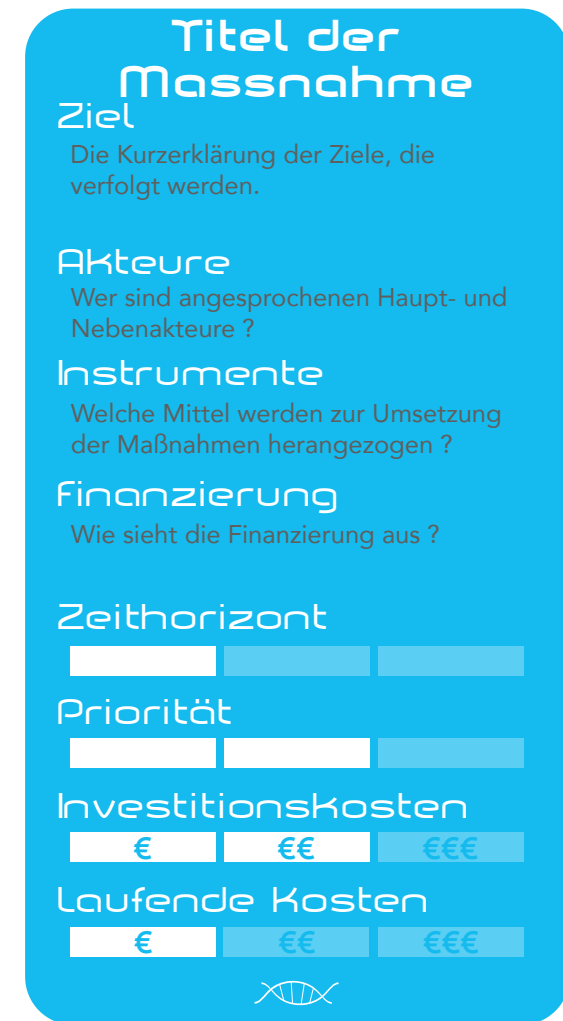 Titel der
Massnahme
Ziel
Die Kurzerklärung der Ziele, die
verfolgt werden.
Akteure
Wer sind angesprochenen Haupt- und
Nebenakteure ?
Instrumente
Welche Mittel werden zur Umsetzung
der Maßnahmen herangezogen ?
Finanzierung
Wie sieht die Finanzierung aus ?
Zeithorizont
Priorität
Investitionskosten
€ €€ €€€
Laufende Kosten
€ €€ €€€